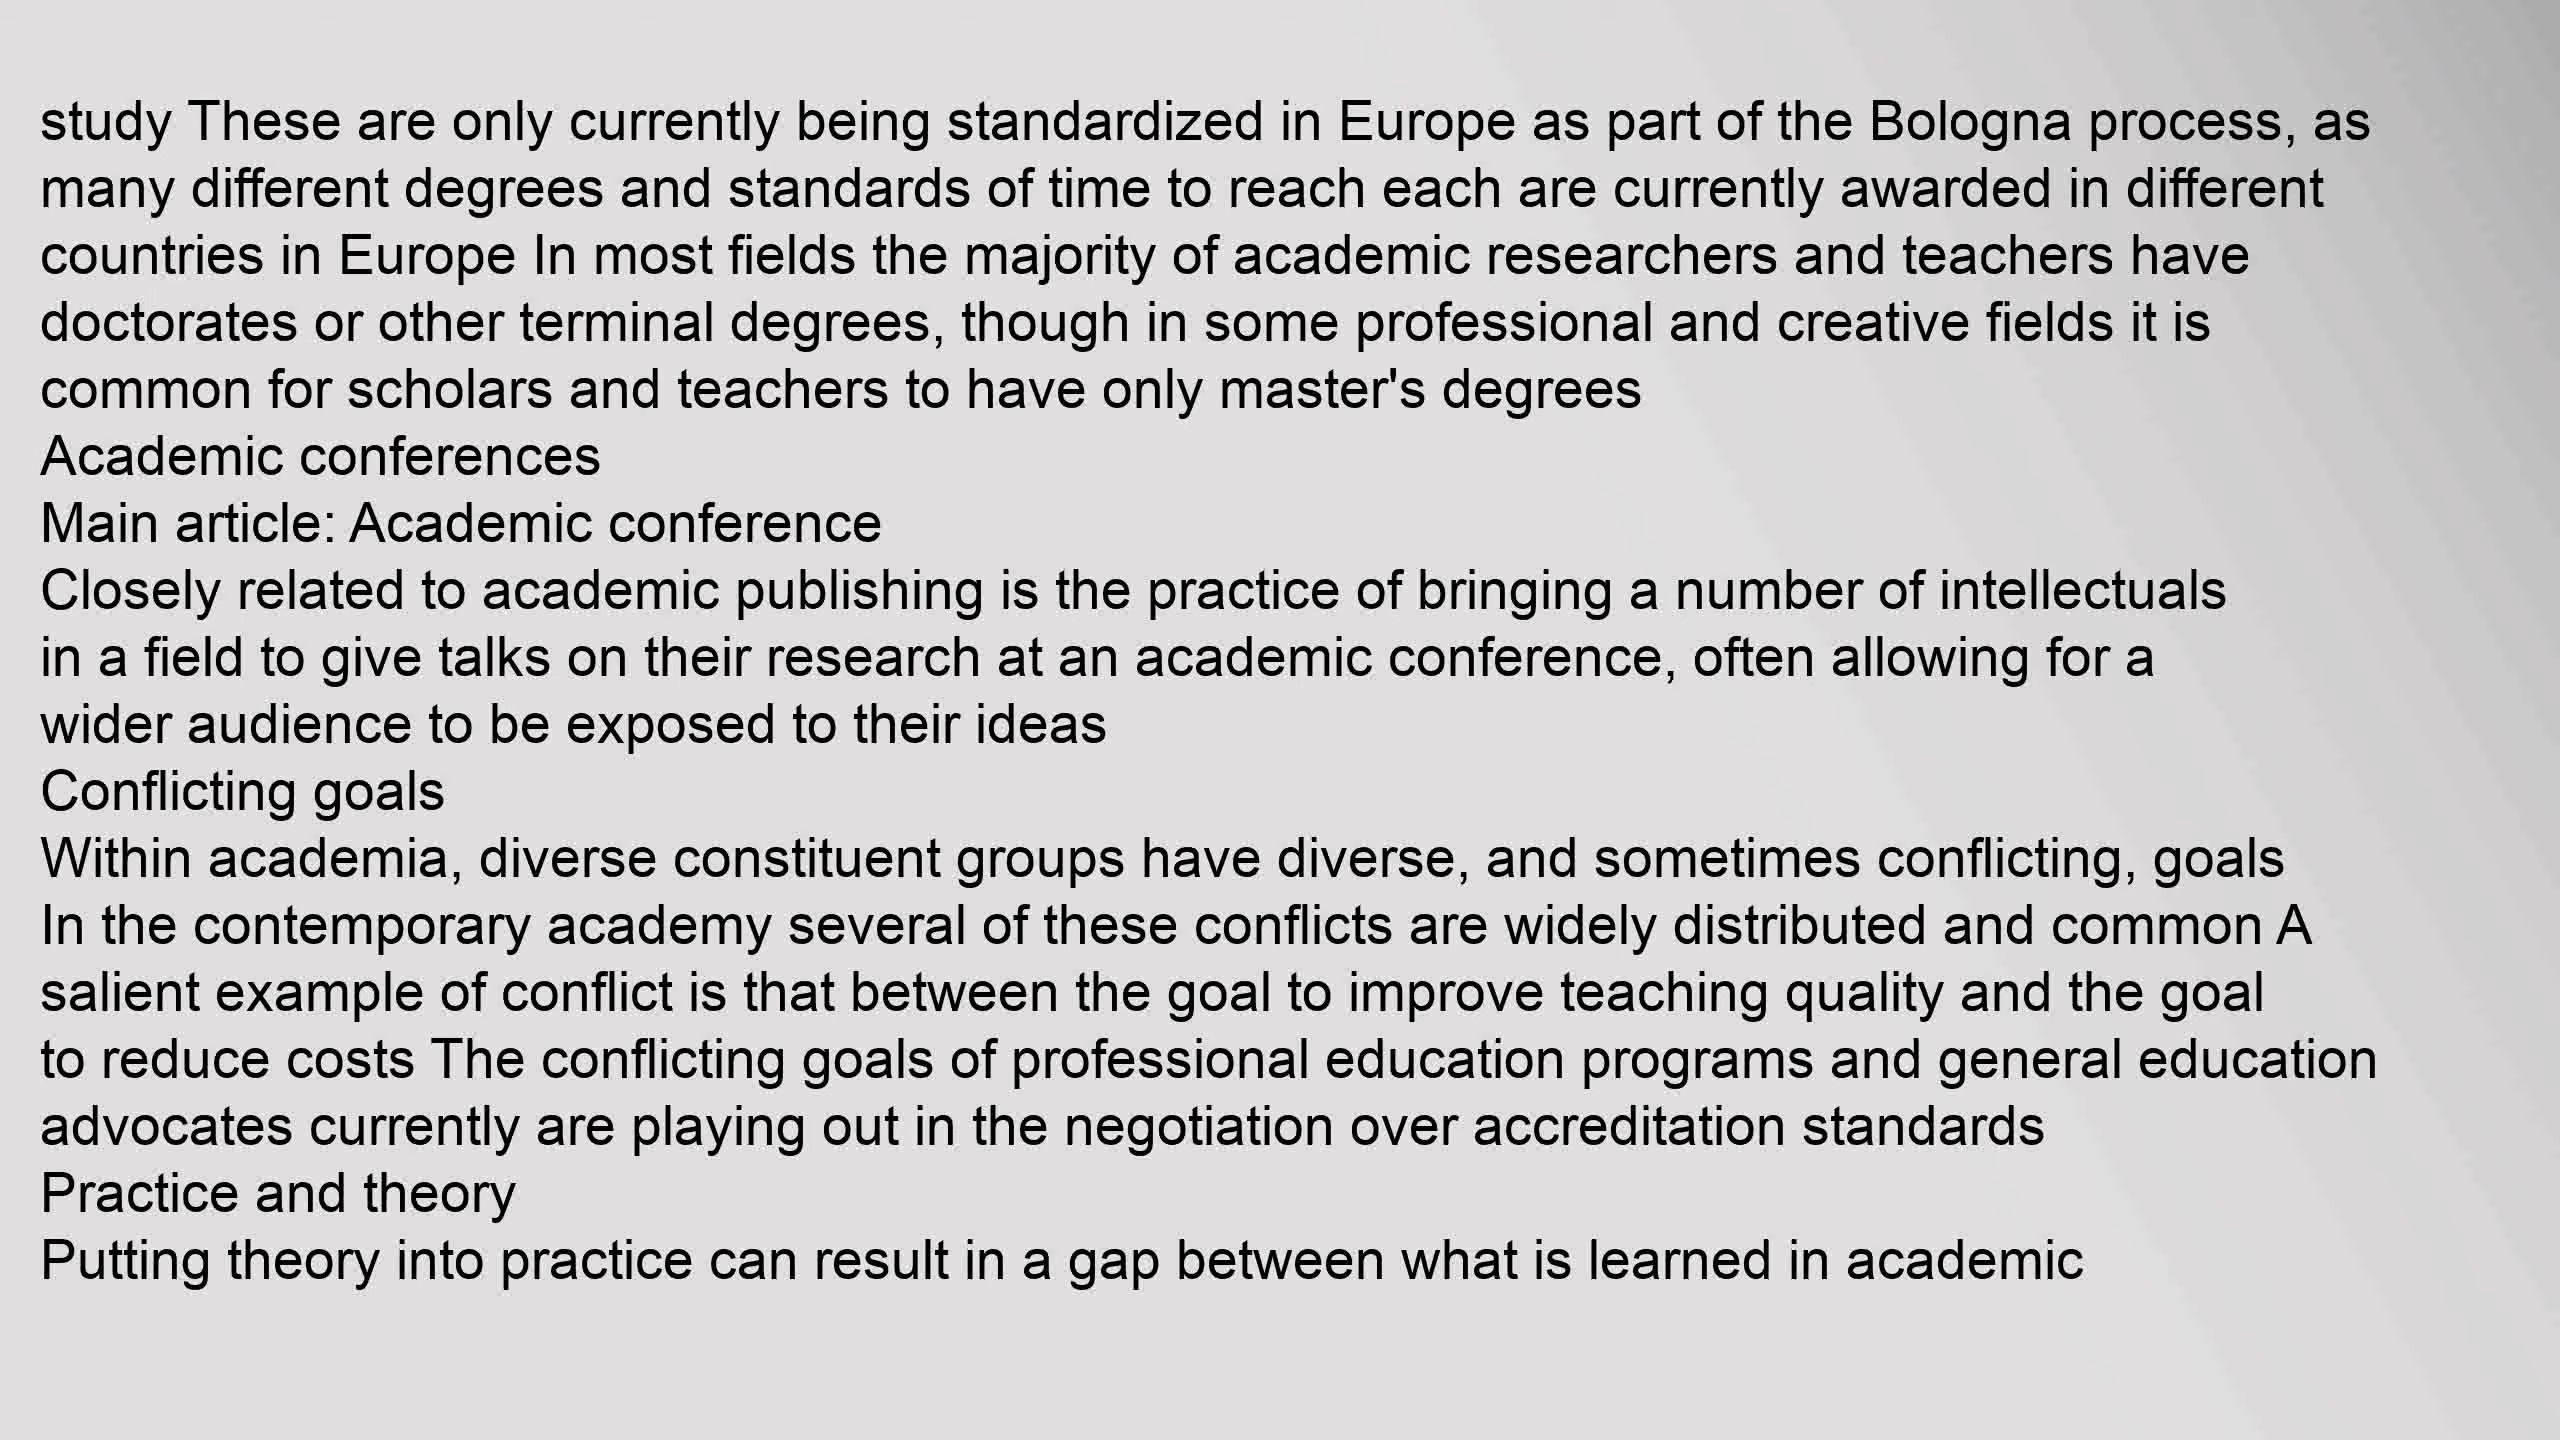 study These are only currently being standardized in Europe as part of the Bologna process, as
many different degrees and standards of time to reach each are currently awarded in different
countries in Europe In most fields the majority of academic researchers and teachers have
doctorates or other terminal degrees, though in some professional and creative fields it is
common for scholars and teachers to have only master's degrees
Academic conferences
Main article: Academic conference
Closely related to academic publishing is the practice of bringing a number of intellectuals
in a field to give talks on their research at an academic conference, often allowing for a
wider audience to be exposed to their ideas
Conflicting goals
Within academia, diverse constituent groups have diverse, and sometimes conflicting, goals
In the contemporary academy several of these conflicts are widely distributed and common A
salient example of conflict is that between the goal to improve teaching quality and the goal
to reduce costs The conflicting goals of professional education programs and general education
advocates currently are playing out in the negotiation over accreditation standards
Practice and theory
Putting theory into practice can result in a gap between what is learned in academic